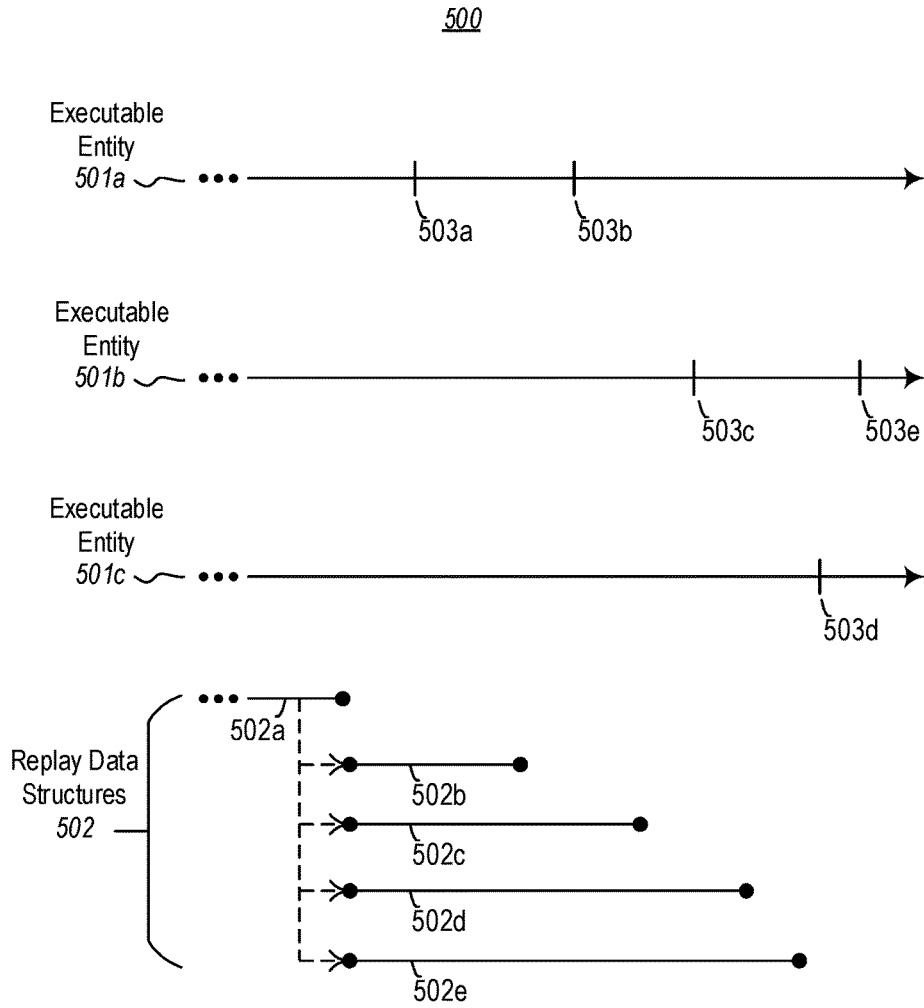 500
Executable
Entity
501a
503a
503b
Executable
Entity
501b
503c
503e
Executable
Entity
501c
503d
502a
Replay Data
Structures
502
502b
502c
502d
502e